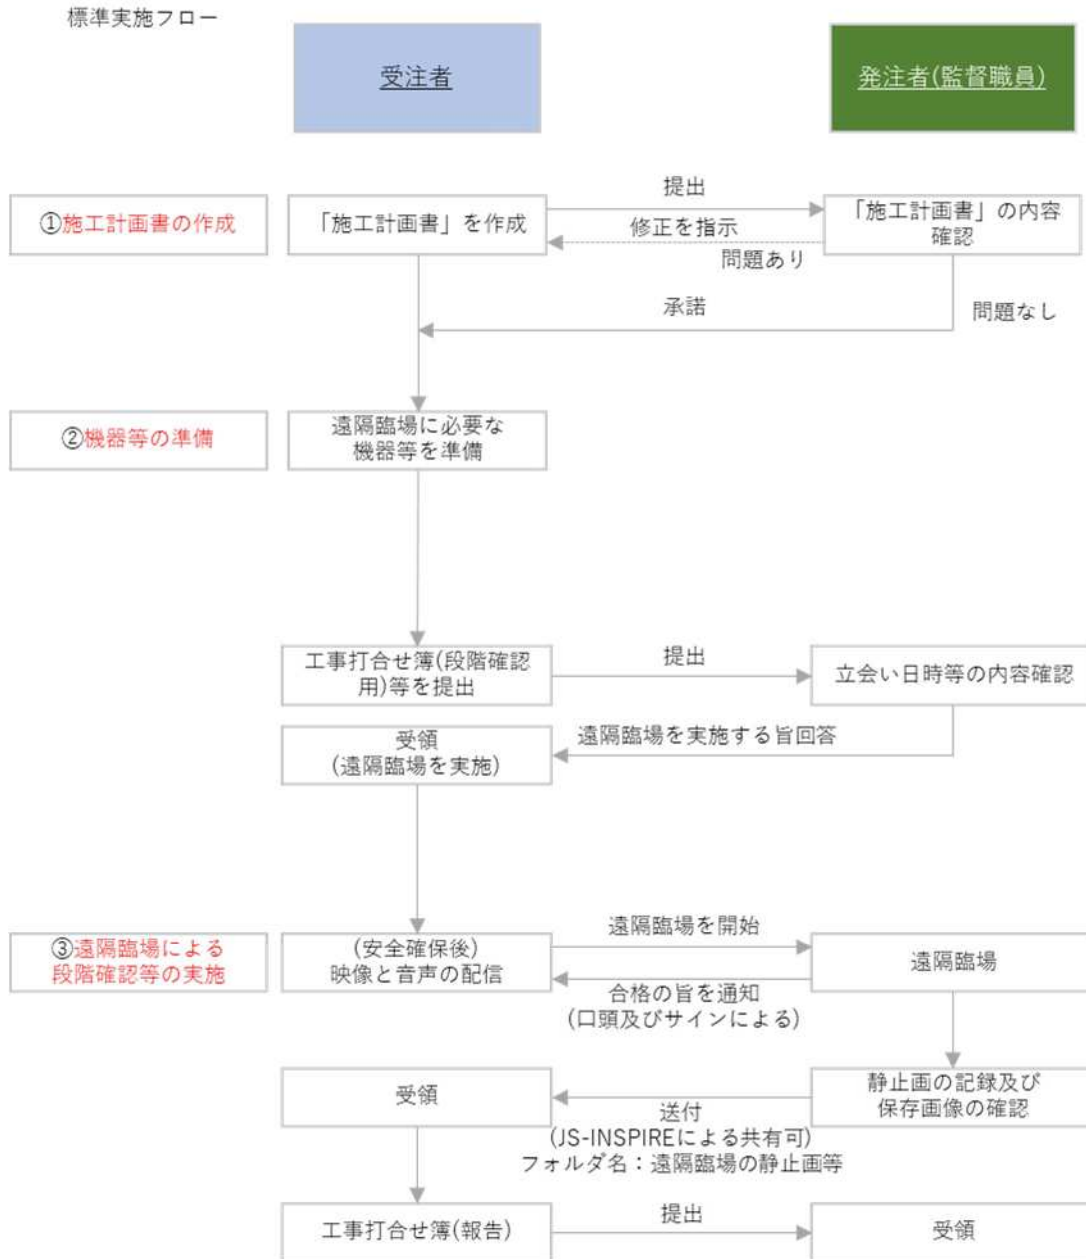 標準実施フロー
受注者
発注者(監督職員)
①施工計画書の作成
「施工計画書」を作成
提出
修正を指示
問題あり
「施工計画書」の内容
確認
承諾
問題なし
②機器等の準備
遠隔臨場に必要な
機器等を準備
工事打合せ簿(段階確認
用)等を提出
提出
立会い日時等の内容確認
受領
(遠隔臨場を実施)
遠隔臨場を実施する旨回答
③遠隔臨場による
段階確認等の実施
(安全確保後)
映像と音声の配信
遠隔臨場を開始
合格の旨を通知
(口頭及びサインによる)
遠隔臨場
静止画の記録及び
保存画像の確認
受領
送付
(JS-INSPIREによる共有可)
フォルダ名：遠隔臨場の静止画等
工事打合せ簿(報告)
提出
受領